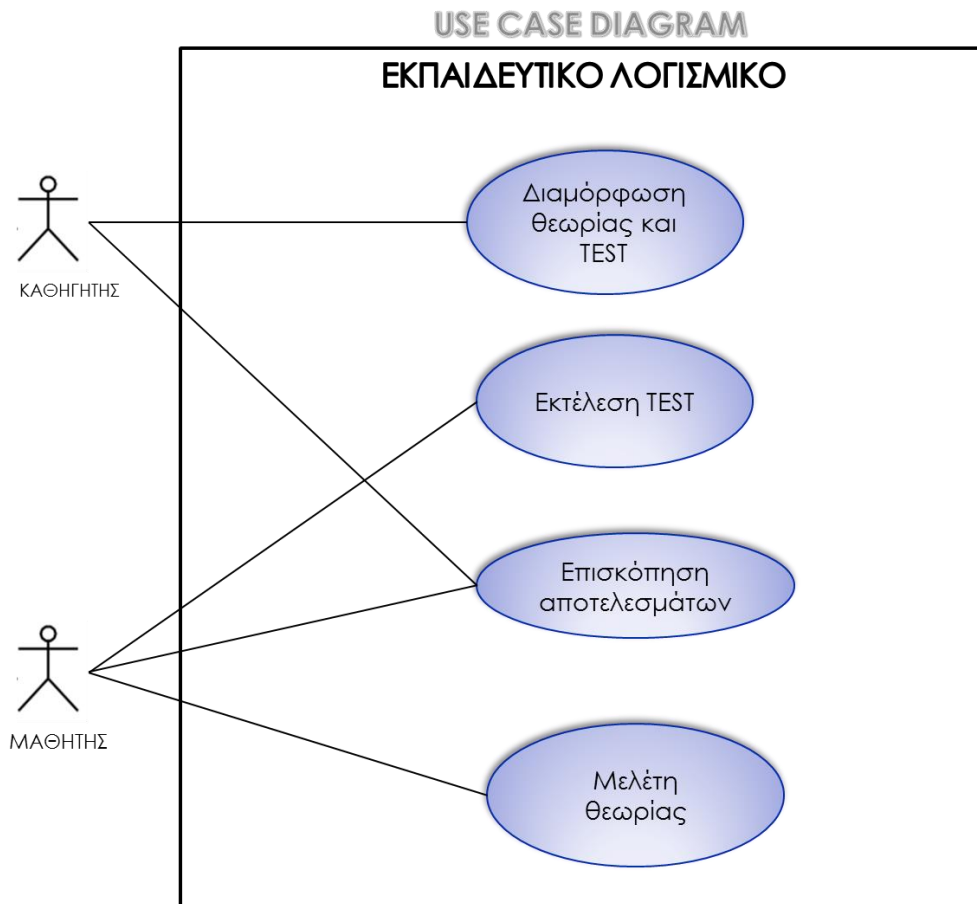 USE CASE DIAGRAM
ΕΚΠΑΙΔΕΥΤΙΚΟ ΛΟΓΙΣΜΙΚΟ
Διαμόρφωση
θεωρίας και
TEST
ΚΑΘΗΓΗΤΗΣ
Εκτέλεση TEST
Επισκόπηση
αποτελεσμάτων
ΜΑΘΗΤΗΣ
Μελέτη
θεωρίας